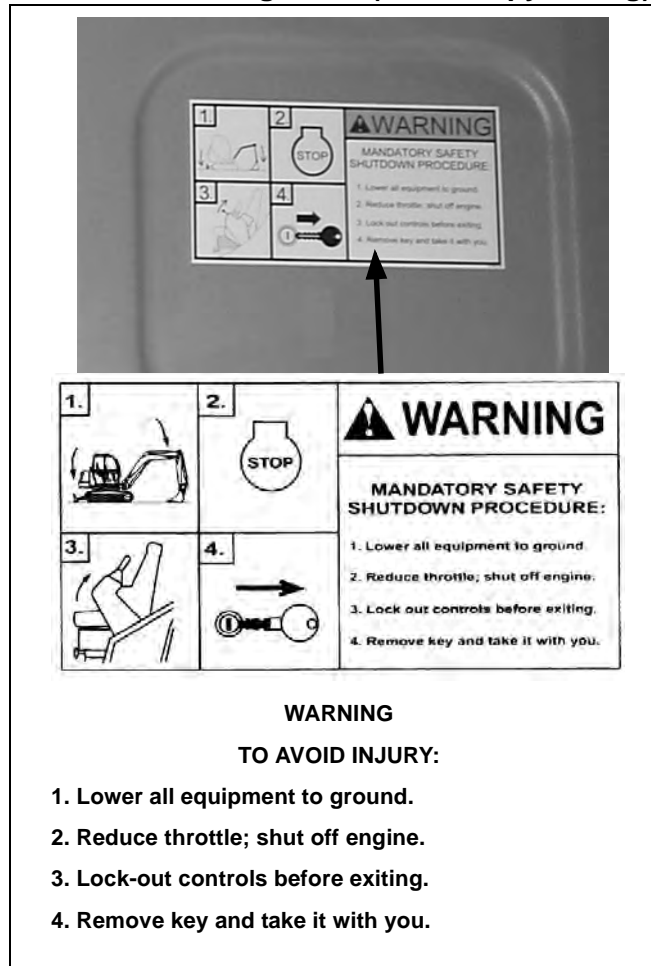 1.
2.
WARNING
STOP
MANDATORY SAFETY
SHUTDOWN PROCEDURE:
1. Lower all equipment to ground.
2. Reduce throttle; shut off engine.
3. Lock out controls before exiting.
4. Remove key and take it with you.
3.
4.
1.
2.
WARNING
STOP
MANDATORY SAFETY
SHUTDOWN PROCEDURE:
1. Lower all equipment to ground.
2. Reduce throttle; shut off engine.
3. Lock out controls before exiting.
4. Remove key and take it with you.
3.
4.
WARNING
TO AVOID INJURY:
1. Lower all equipment to ground.
2. Reduce throttle; shut off engine.
3. Lock-out controls before exiting.
4. Remove key and take it with you.